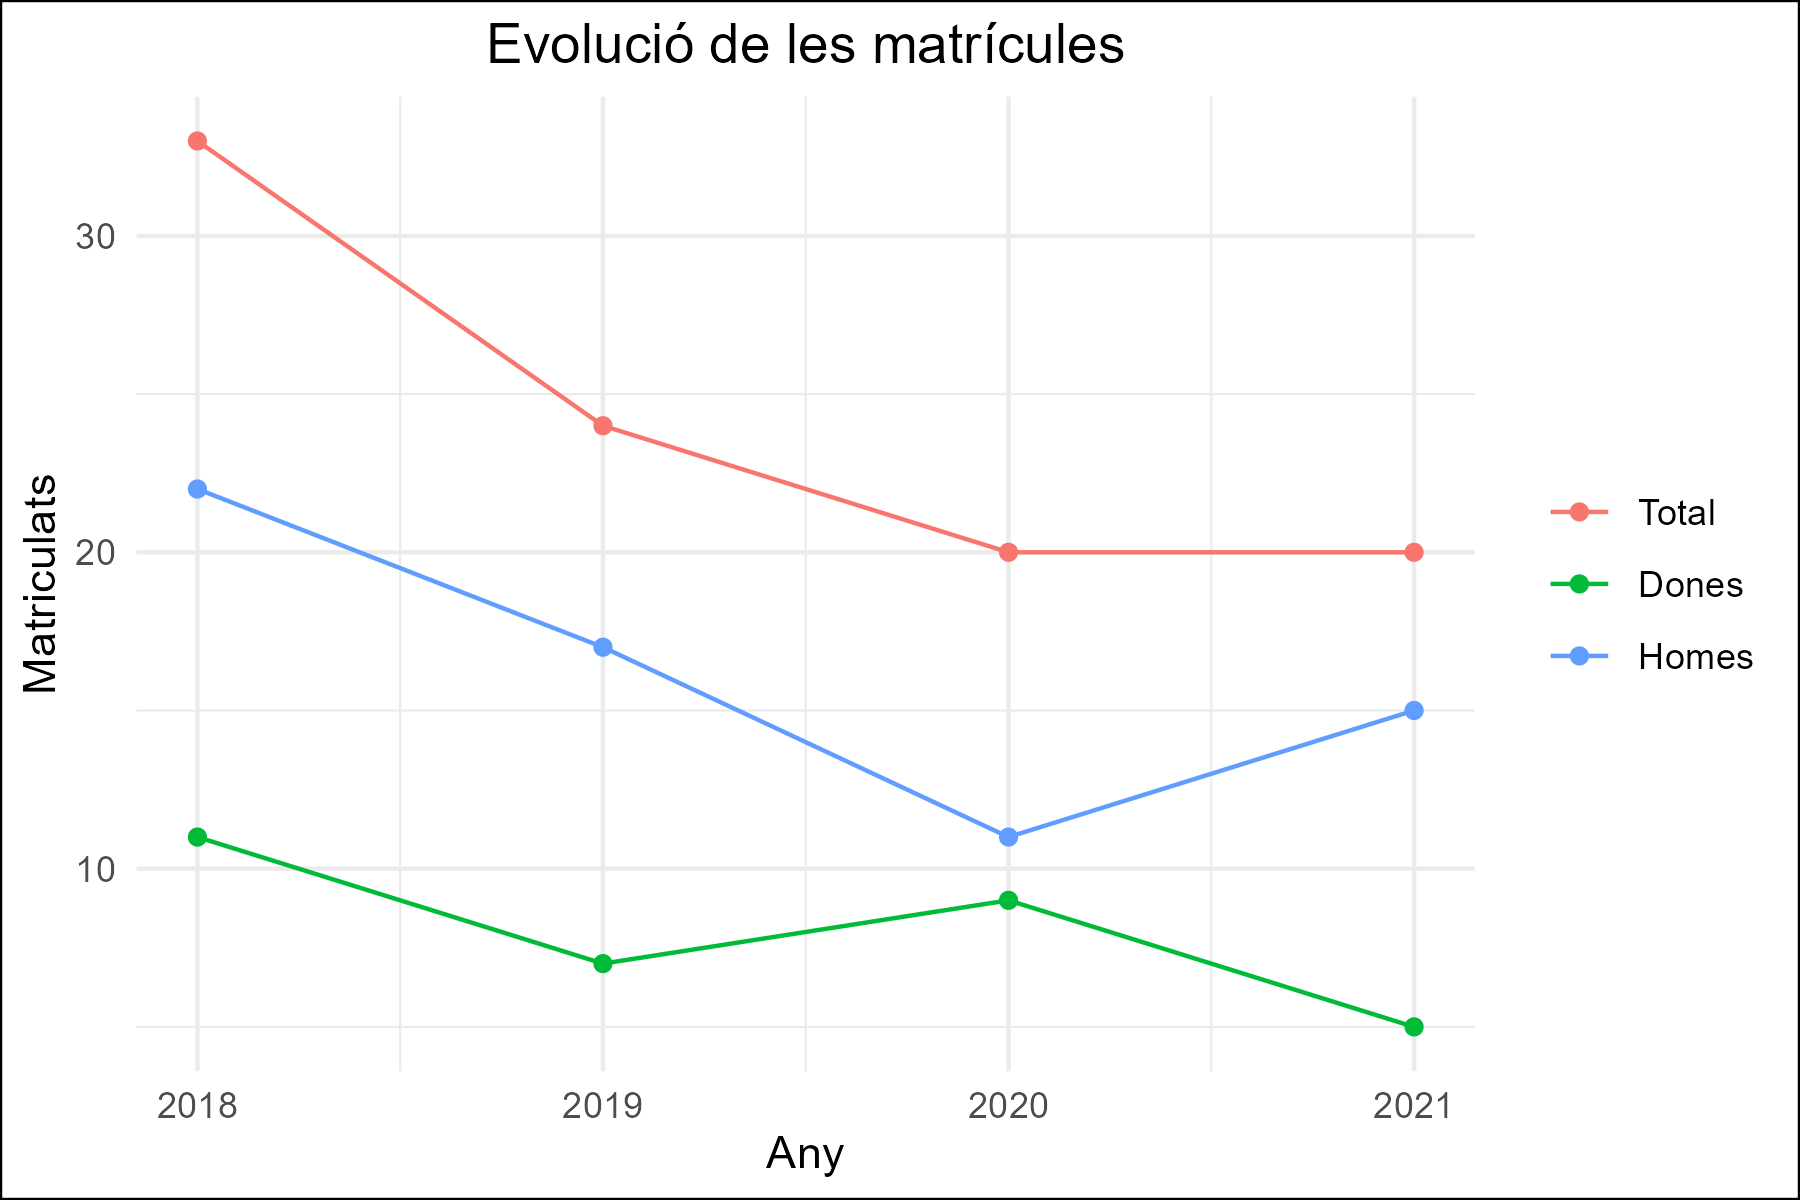 Evolució de les matrícules
Matriculats
30
20
10
2018
2019
2020
2021
Any
Total
Dones
Homes